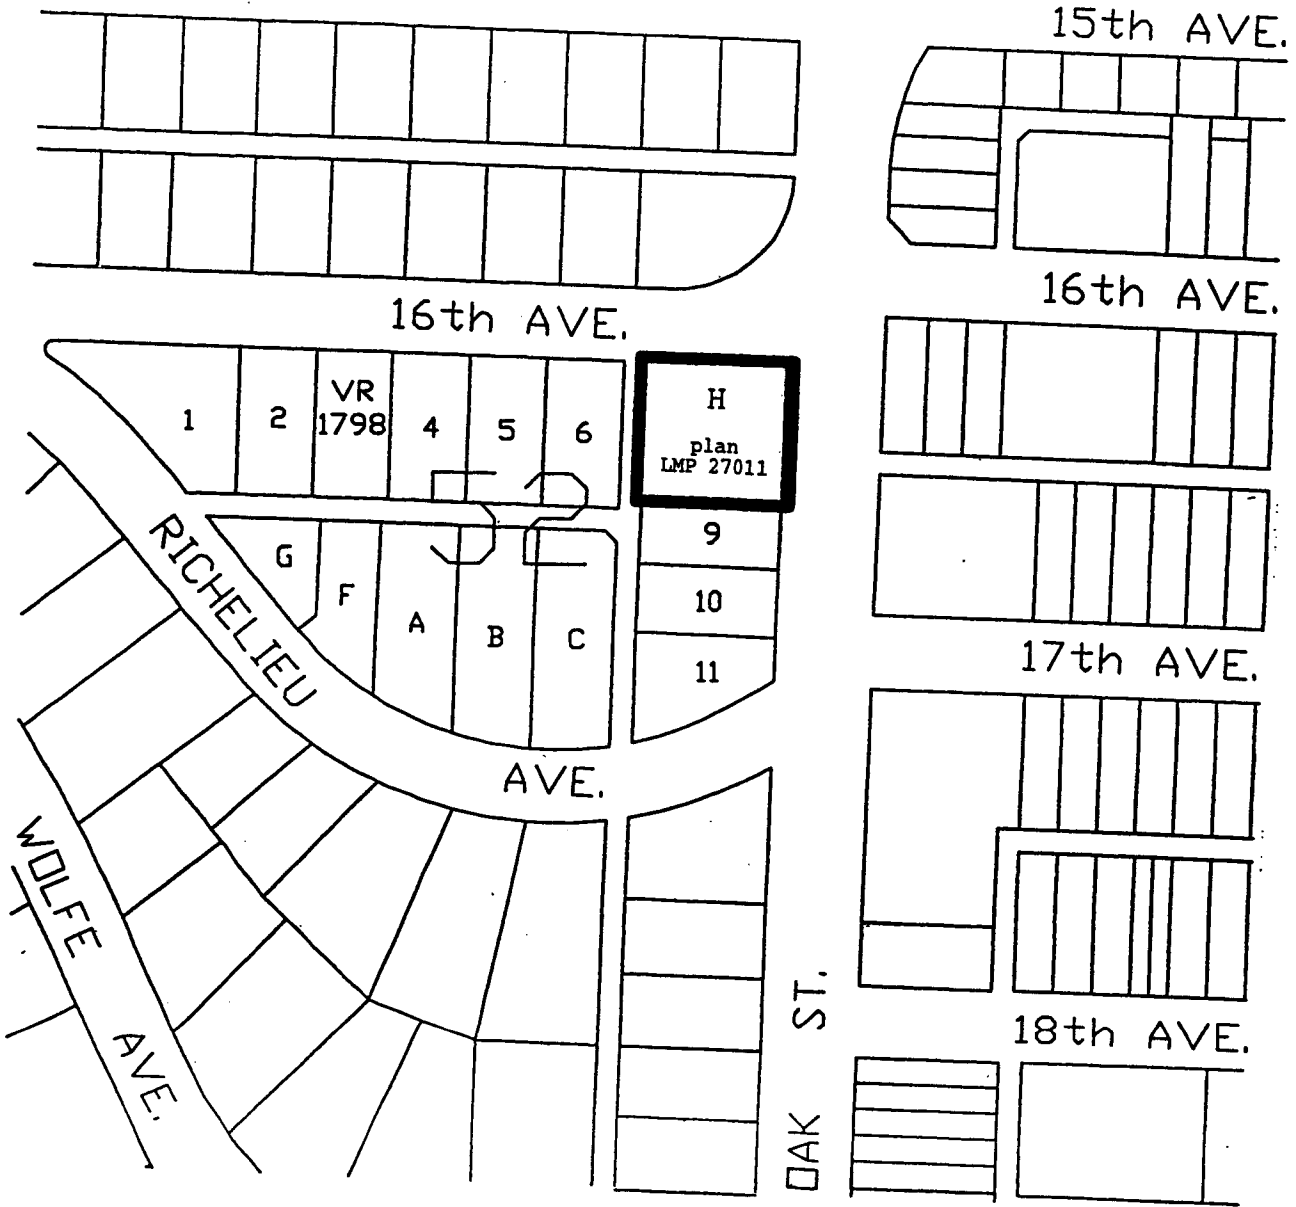 15th AVE.
16th AVE.
16th AVE.
1
2
VR
1798
4
5
6
H
plan
LMP 27011
52
9
10
11
G
F
A
B
C
RICHELIEU
AVE.
17th AVE.
WOLFE
AVE.
18th AVE.
OAK ST.